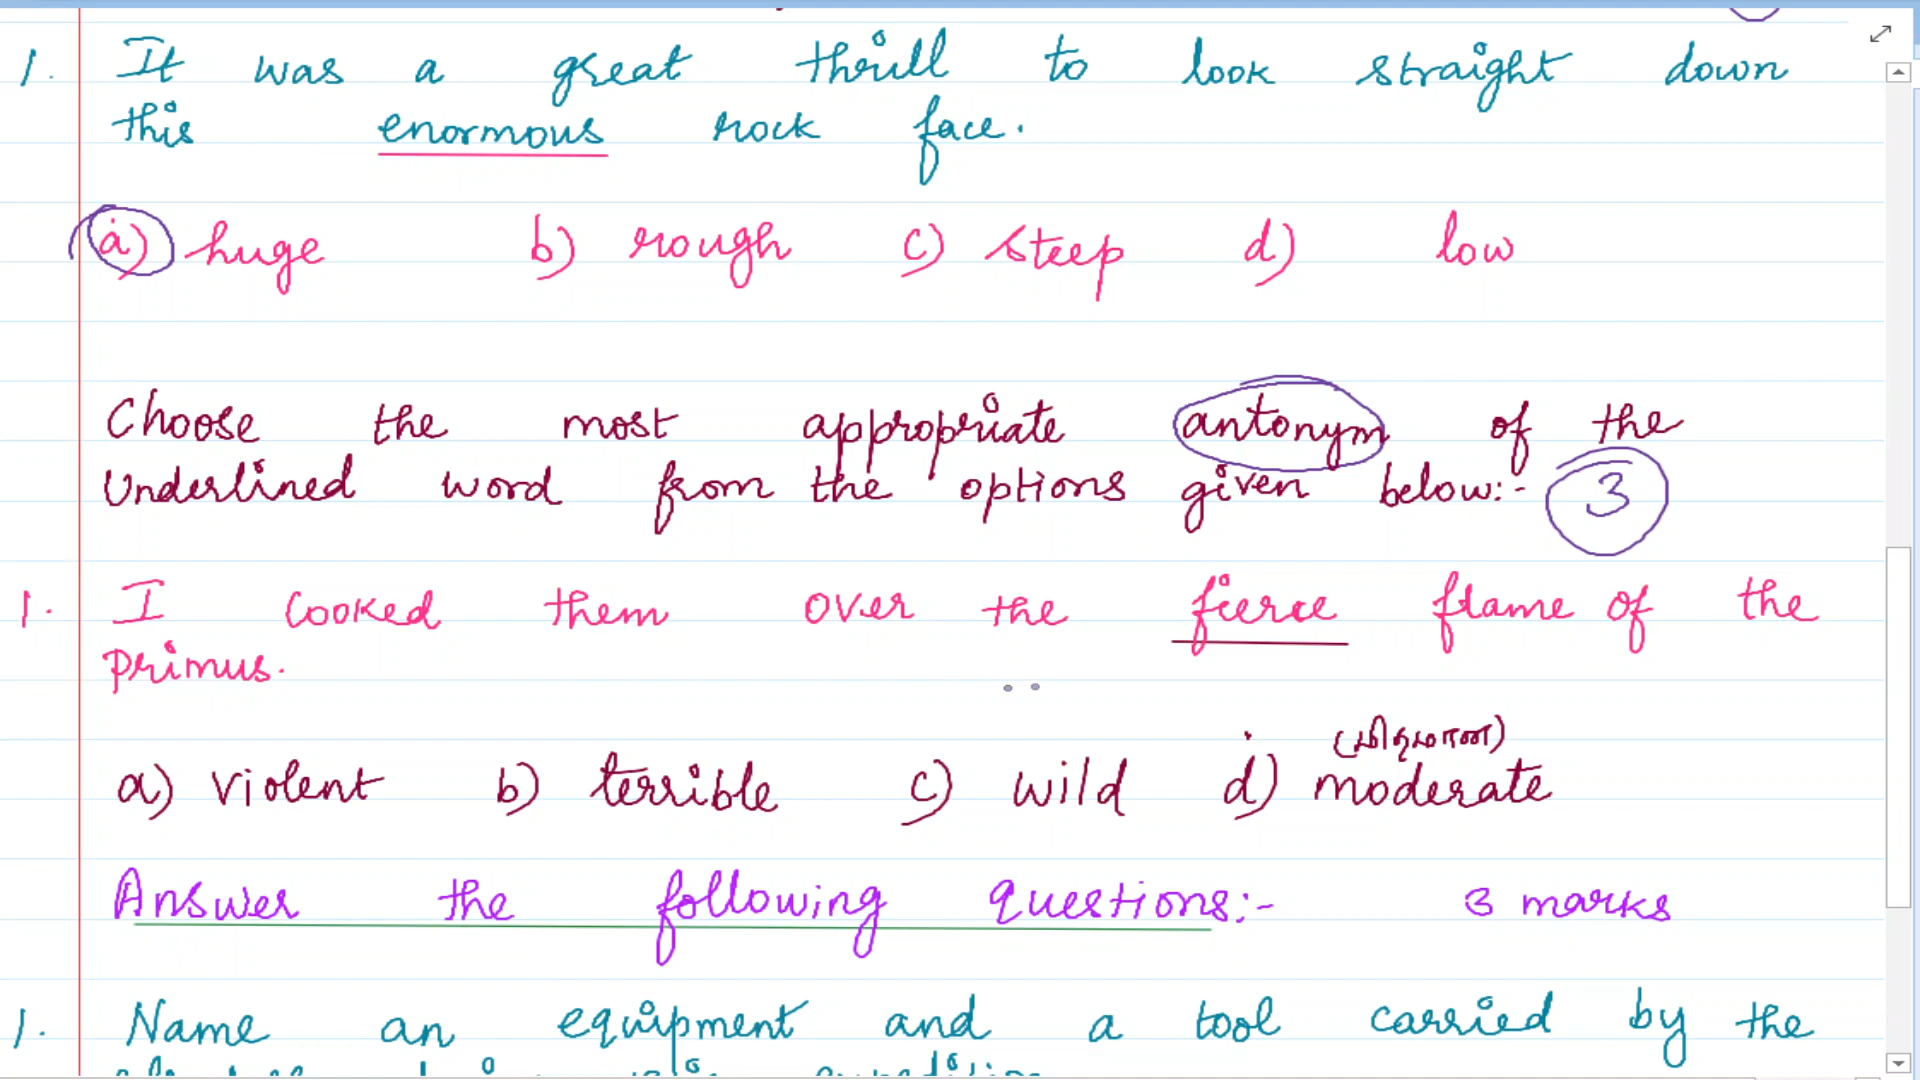 1. It was a great thrill to look straight down
this enormous rock face.
a) huge b) rough c) steep d) low
Choose the most appropriate antonym of the
Underlined word from the options given below:- 3
1. I cooked them over the fierce flame of the
primus.
(மிதமான)
a) violent b) terrible c) wild d) moderate
Answer the following questions:- 3 marks
1. Name an equipment and a tool carried by the